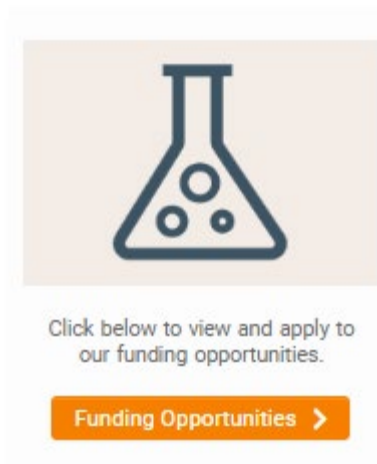 Click below to view and apply to
our funding opportunities.
Funding Opportunities